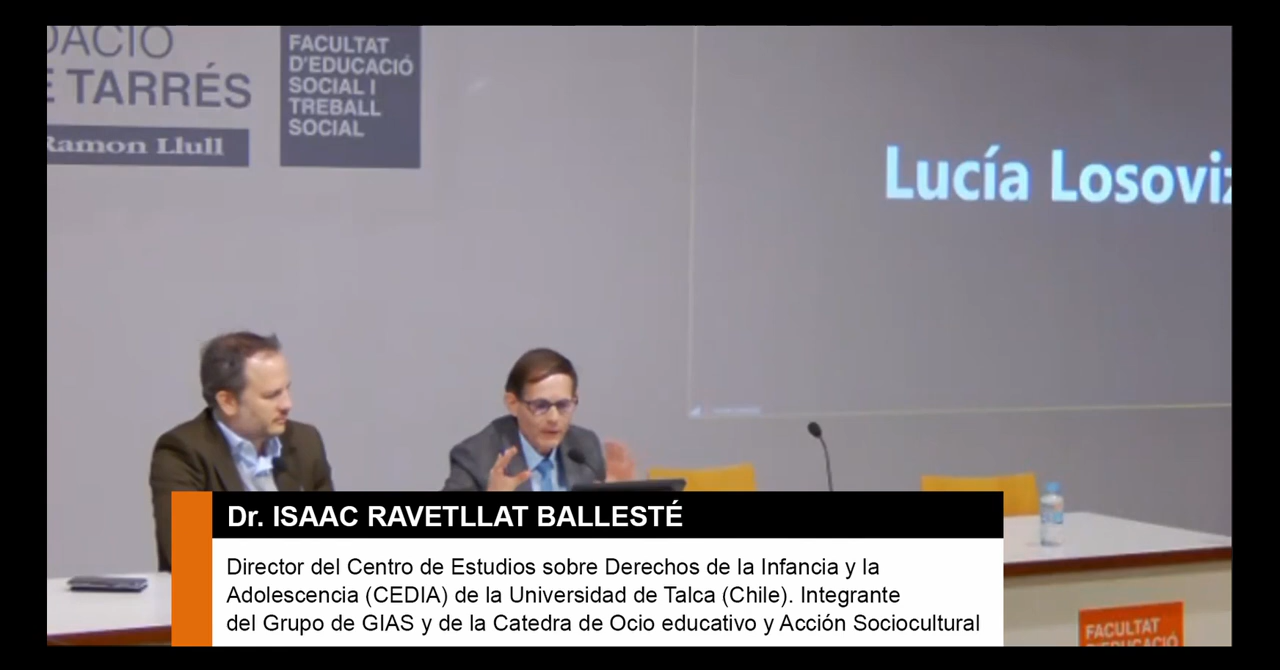 DACIÓ
E TARRÉS
Ramon Llull
FACULTAT
D'EDUCACIÓ
SOCIAL I
TREBALL
SOCIAL
Lucía Losoviz
Dr. ISAAC RAVETLLAT BALLESTÉ
Director del Centro de Estudios sobre Derechos de la Infancia y la
Adolescencia (CEDIA) de la Universidad de Talca (Chile). Integrante
del Grupo de GIAS y de la Catedra de Ocio educativo y Acción Sociocultural
FACULTAT
D'EDUCACIÓ